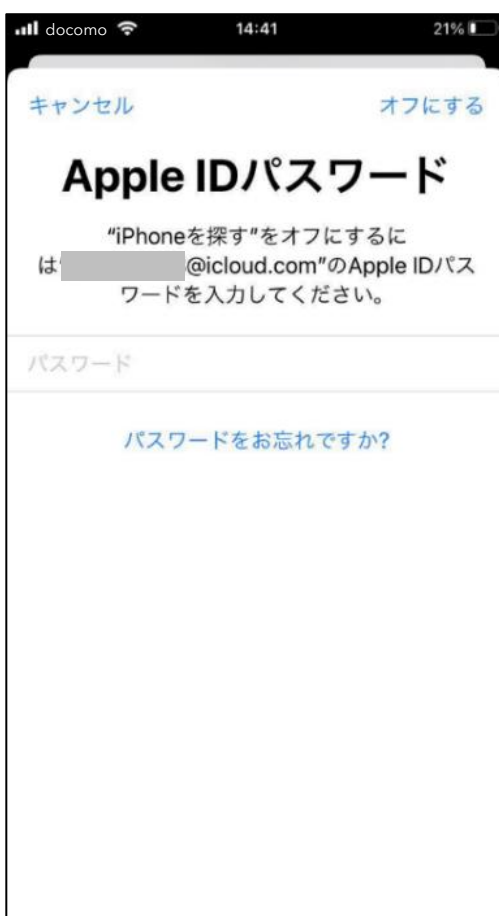 docomo 14:41 21%
キャンセル オフにする
Apple IDパスワード
“iPhoneを探す”をオフにするに
は“ @icloud.com”のApple IDパス
ワードを入力してください。
パスワード
パスワードをお忘れですか?